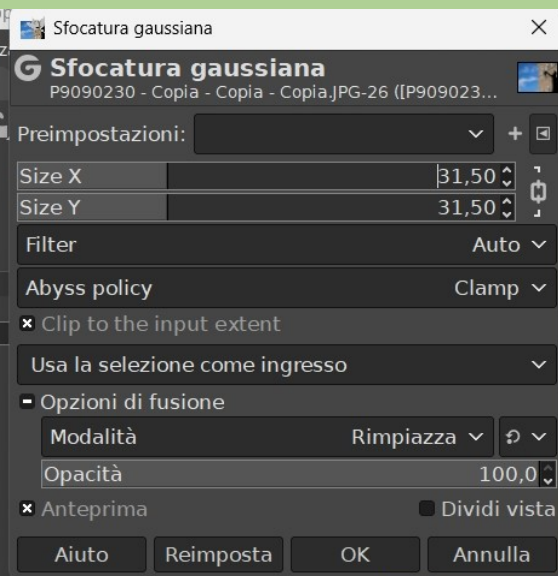 Sfocatura gaussiana
Sfocatura gaussiana
P9090230 - Copia - Copia - Copia.JPG-26 ([P909023...
Preimpostazioni:
Size X 31,50
Size Y 31,50
Filter Auto
Abyss policy Clamp
Clip to the input extent
Usa la selezione come ingresso
Opzioni di fusione
Modalità Rimpiazza
Opacità 100,0
Anteprima Dividi vista
Aiuto Reimposta OK Annulla